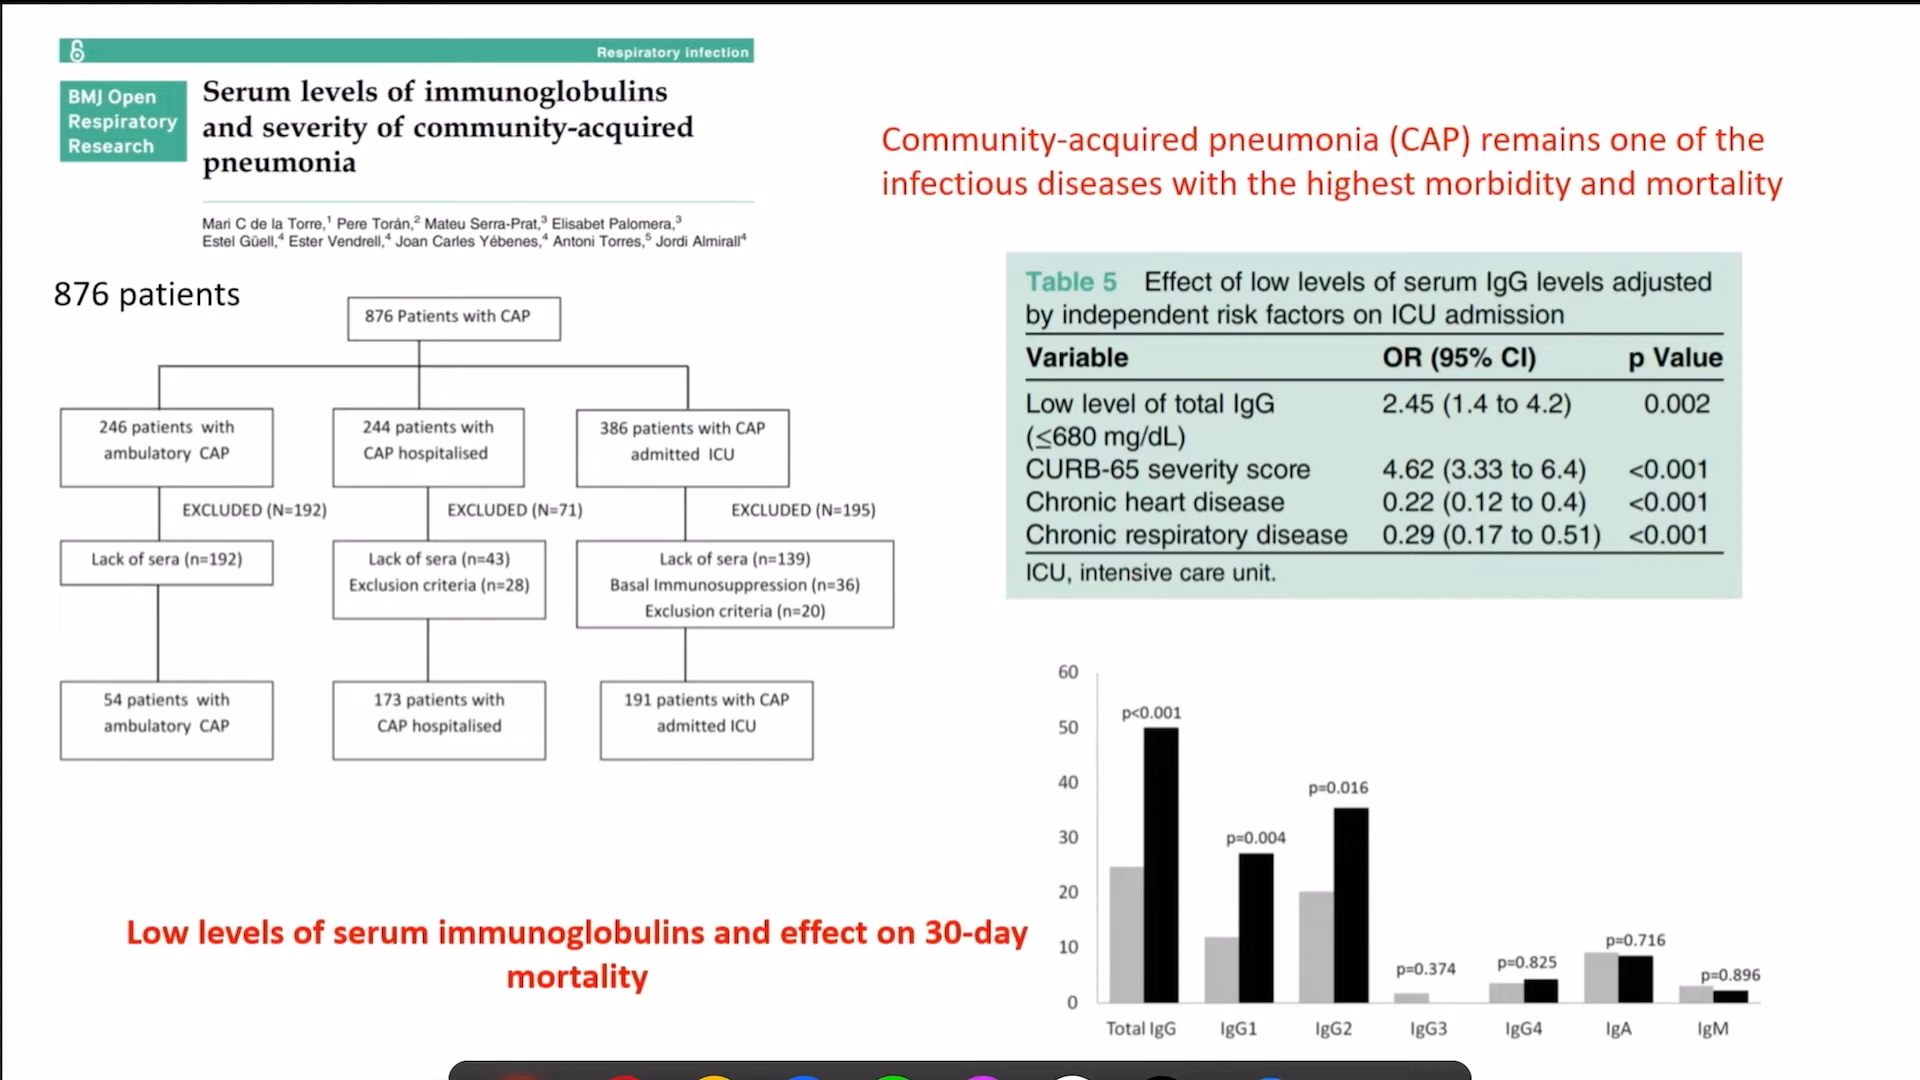 Respiratory infection
BMJ Open
Respiratory
Research
Serum levels of immunoglobulins
and severity of community-acquired
pneumonia
Mari C de la Torre,1 Pere Torán,2 Mateu Serra-Prat,3 Elisabet Palomera,3
Estel Güell,4 Ester Vendrell,4 Joan Carles Yébenes,4 Antoni Torres,5 Jordi Almirall4
Community-acquired pneumonia (CAP) remains one of the
infectious diseases with the highest morbidity and mortality
876 patients
876 Patients with CAP
246 patients with
ambulatory CAP
244 patients with
CAP hospitalised
386 patients with CAP
admitted ICU
EXCLUDED (N=192)
EXCLUDED (N=71)
EXCLUDED (N=195)
Lack of sera (n=192)
Lack of sera (n=43)
Exclusion criteria (n=28)
Lack of sera (n=139)
Basal Immunosuppression (n=36)
Exclusion criteria (n=20)
54 patients with
ambulatory CAP
173 patients with
CAP hospitalised
191 patients with CAP
admitted ICU
Table 5 Effect of low levels of serum IgG levels adjusted
by independent risk factors on ICU admission
Variable OR (95% CI) p Value
Low level of total IgG 2.45 (1.4 to 4.2) 0.002
(≤680 mg/dL)
CURB-65 severity score 4.62 (3.33 to 6.4) <0.001
Chronic heart disease 0.22 (0.12 to 0.4) <0.001
Chronic respiratory disease 0.29 (0.17 to 0.51) <0.001
ICU, intensive care unit.
Low levels of serum immunoglobulins and effect on 30-day
mortality
60
50
40
30
20
10
0
p<0.001
p=0.004
p=0.016
p=0.374
p=0.825
p=0.716
p=0.896
Total IgG IgG1 IgG2 IgG3 IgG4 IgA IgM